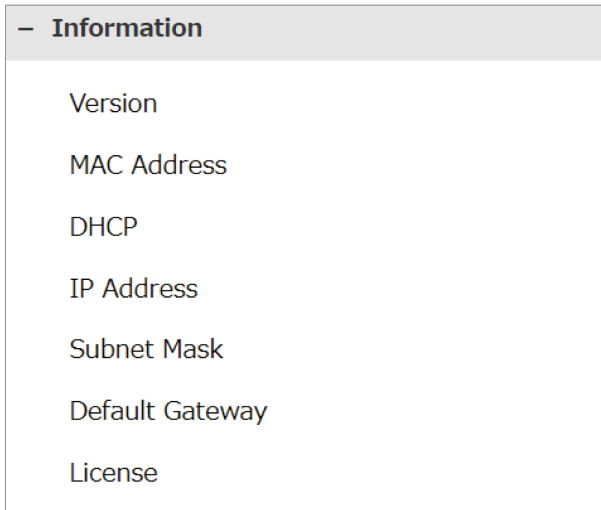 – Information
Version
MAC Address
DHCP
IP Address
Subnet Mask
Default Gateway
License